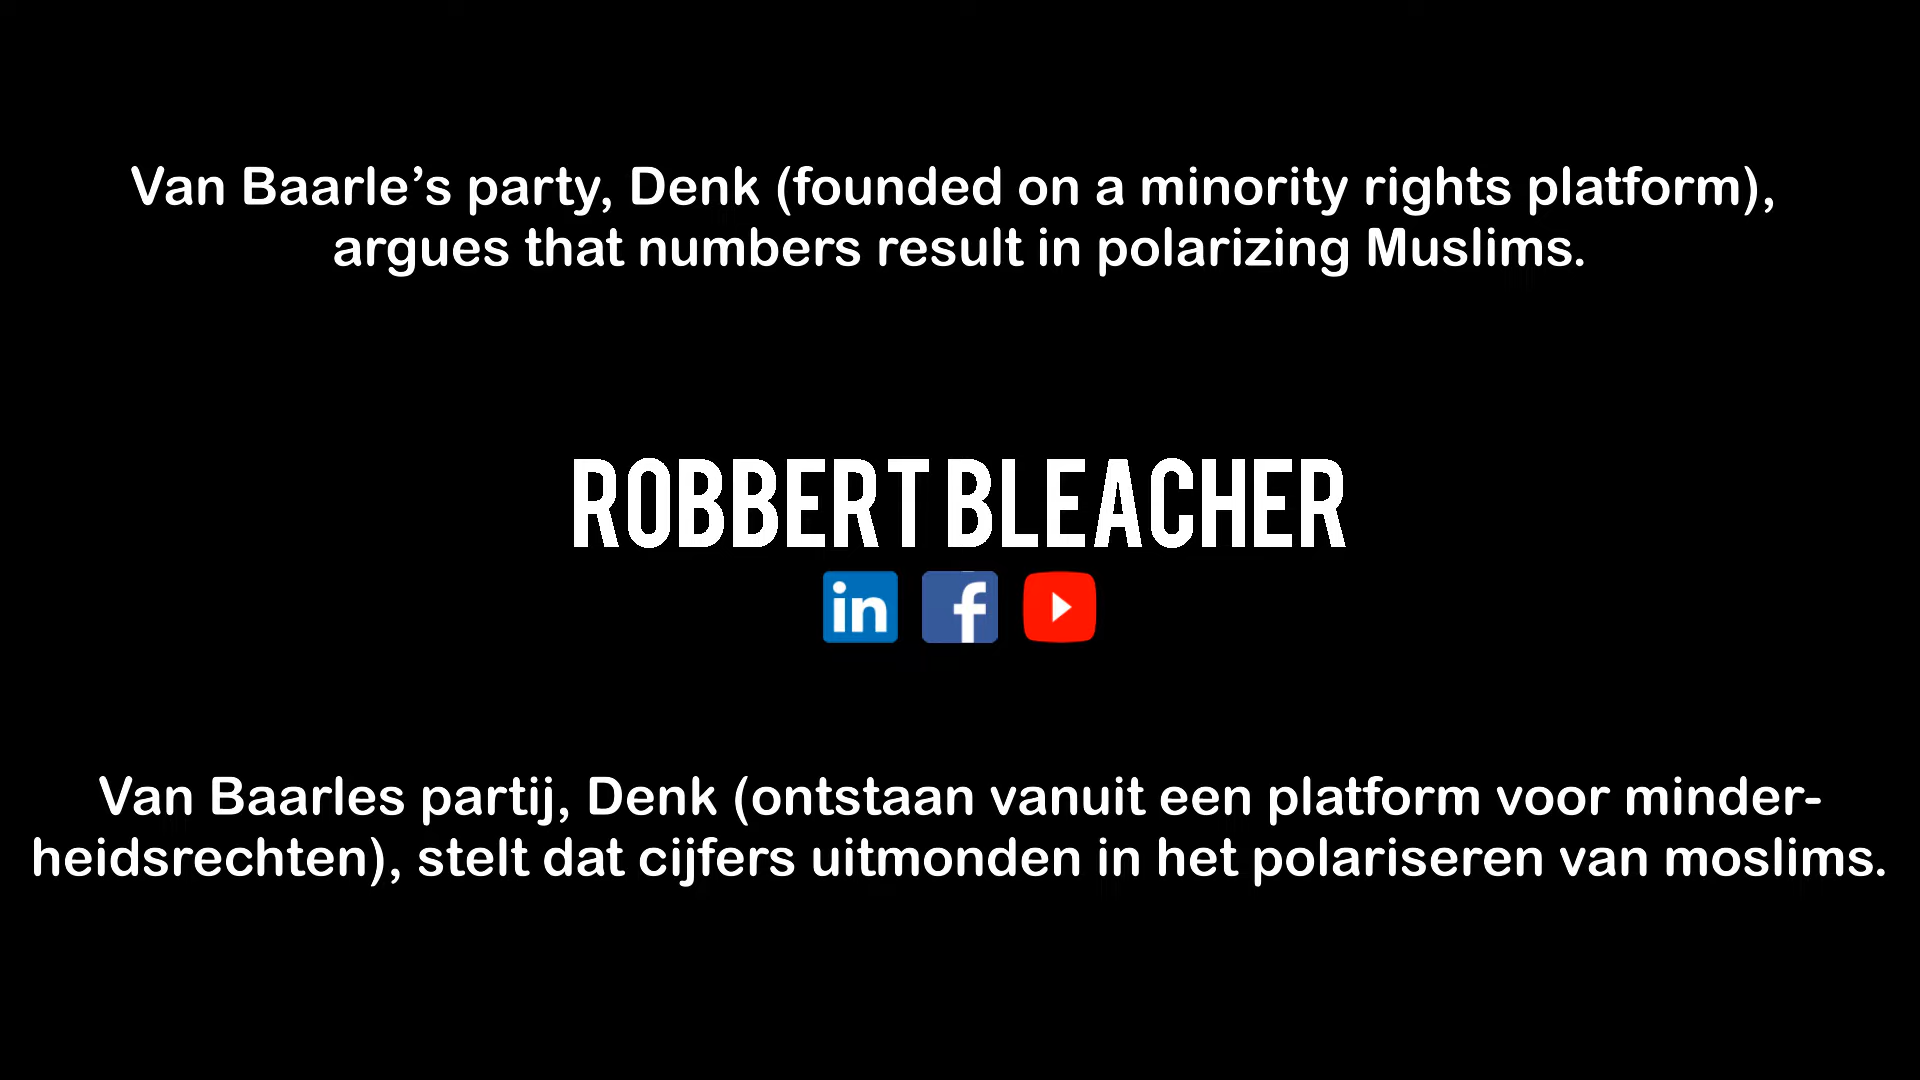 Van Baarle’s party, Denk (founded on a minority rights platform),
argues that numbers result in polarizing Muslims.
ROBBERT BLEACHER
in f
Van Baarles partij, Denk (ontstaan vanuit een platform voor minder-
heidsrechten), stelt dat cijfers uitmonden in het polariseren van moslims.